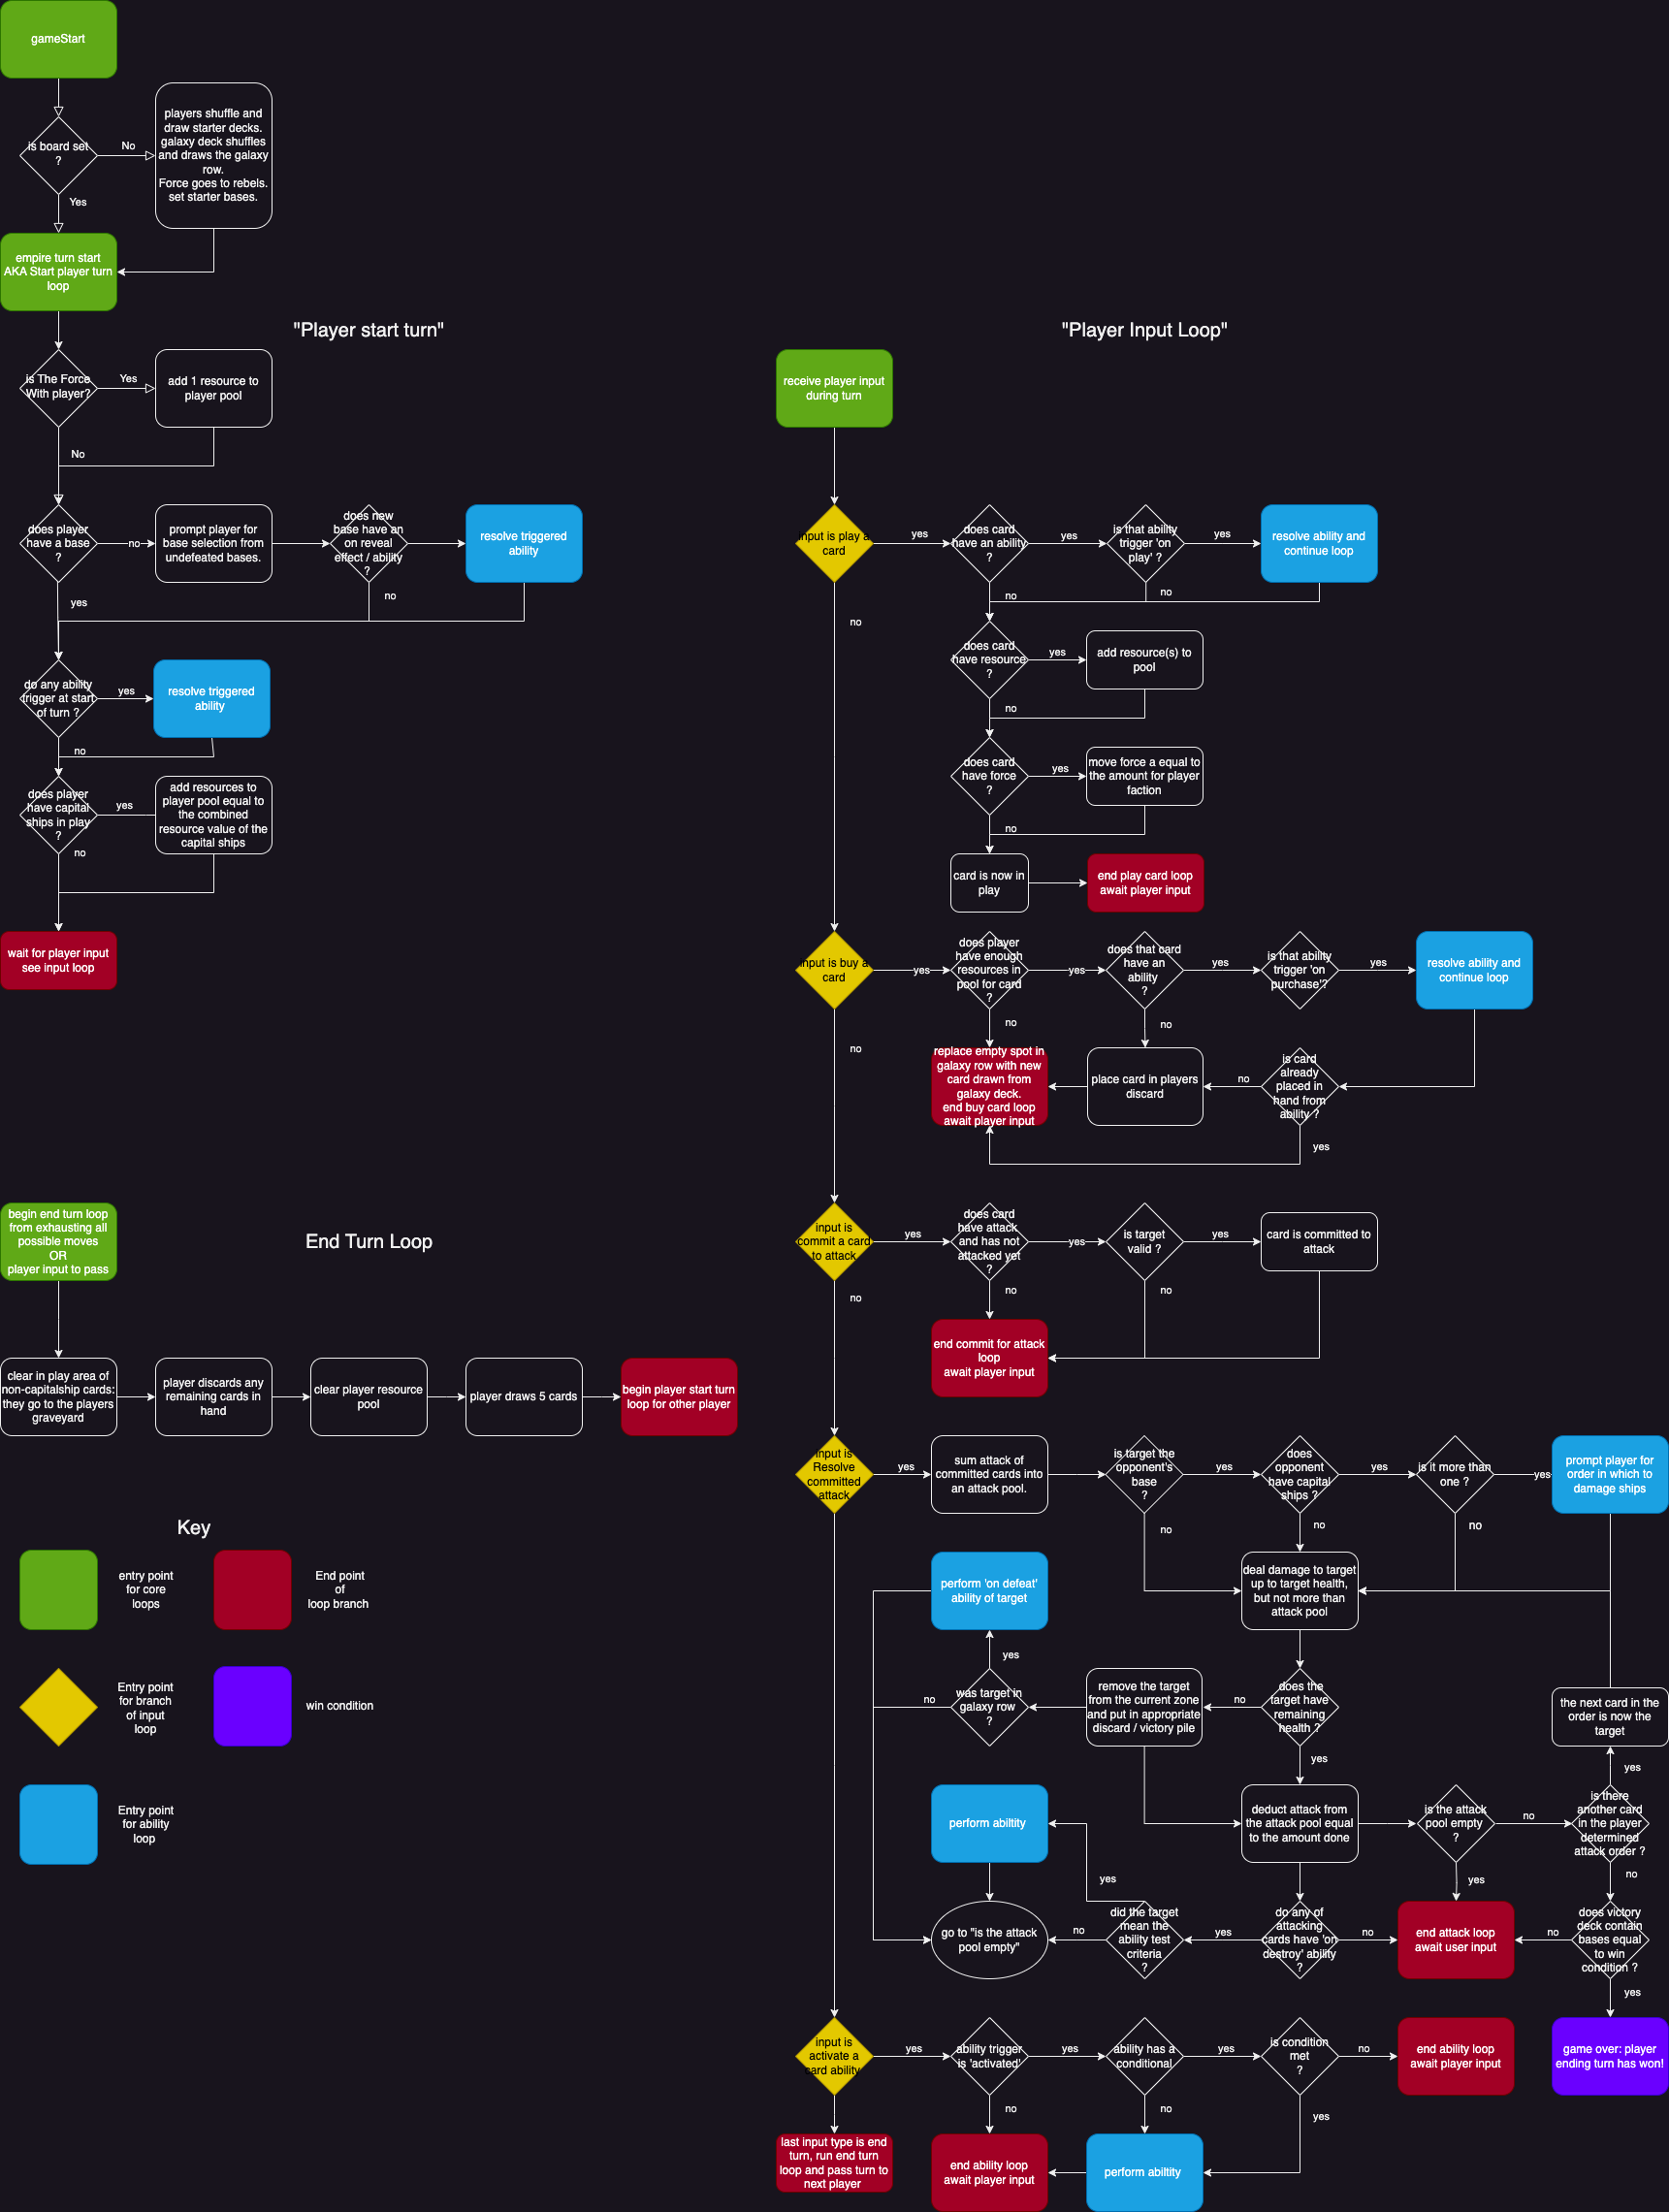 gameStart
is board set
?
No
players shuffle and
draw starter decks.
galaxy deck shuffles
and draws the galaxy
row.
Force goes to rebels.
set starter bases.
Yes
empire turn start
AKA Start player turn
loop
"Player start turn"
is The Force
With player?
Yes
add 1 resource to
player pool
No
does player
have a base
?
no
prompt player for
base selection from
undefeated bases.
does new
base have an
on reveal
effect / ability
?
resolve triggered
ability
yes
no
do any ability
trigger at start
of turn ?
yes
resolve triggered
ability
no
does player
have capital
ships in play
?
yes
add resources to
player pool equal to
the combined
resource value of the
capital ships
no
wait for player input
see input loop
"Player Input Loop"
receive player input
during turn
input is play a
card
yes
does card
have an ability
?
yes
is that ability
trigger 'on
play' ?
yes
resolve ability and
continue loop
no
no
no
does card
have resource
?
yes
add resource(s) to
pool
no
does card
have force
?
yes
move force a equal to
the amount for player
faction
no
card is now in
play
end play card loop
await player input
input is buy a
card
yes
does player
have enough
resources in
pool for card
?
yes
does that card
have an
ability
?
yes
is that ability
trigger 'on
purchase'?
yes
resolve ability and
continue loop
no
no
no
replace empty spot in
galaxy row with new
card drawn from
galaxy deck.
end buy card loop
await player input
place card in players
discard
no
is card
already
placed in
hand from
ability ?
yes
input is
commit a card
to attack
yes
does card
have attack
and has not
attacked yet
?
yes
is target
valid ?
yes
card is committed to
attack
no
no
no
end commit for attack
loop
await player input
input is
Resolve
committed
attack
yes
sum attack of
committed cards into
an attack pool.
is target the
opponent's
base
?
yes
does
opponent
have capital
ships ?
yes
is it more than
one ?
yes
prompt player for
order in which to
damage ships
no
no
no
perform 'on defeat'
ability of target
deal damage to target
up to target health,
but not more than
attack pool
yes
no
was target in
galaxy row
?
remove the target
from the current zone
and put in appropriate
discard / victory pile
no
does the
target have
remaining
health ?
the next card in the
order is now the
target
yes
yes
perform abiltity
deduct attack from
the attack pool equal
to the amount done
is the attack
pool empty
?
no
is there
another card
in the player
determined
attack order ?
yes
yes
no
go to "is the attack
pool empty"
no
did the target
mean the
ability test
criteria
?
yes
do any of
attacking
cards have 'on
destroy' ability
?
no
end attack loop
await user input
no
does victory
deck contain
bases equal
to win
condition ?
yes
input is
activate a
card ability
yes
ability trigger
is 'activated'
yes
ability has a
conditional
yes
is condition
met
?
no
end ability loop
await player input
game over: player
ending turn has won!
no
no
yes
last input type is end
turn, run end turn
loop and pass turn to
next player
end ability loop
await player input
perform abiltity
begin end turn loop
from exhausting all
possible moves
OR
player input to pass
End Turn Loop
clear in play area of
non-capitalship cards:
they go to the players
graveyard
player discards any
remaining cards in
hand
clear player resource
pool
player draws 5 cards
begin player start turn
loop for other player
Key
entry point
for core
loops
End point
of
loop branch
Entry point
for branch
of input
loop
win condition
Entry point
for ability
loop